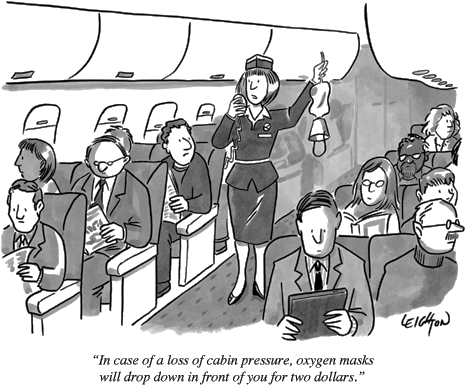 LEIGHTON
“In case of a loss of cabin pressure, oxygen masks
will drop down in front of you for two dollars.”